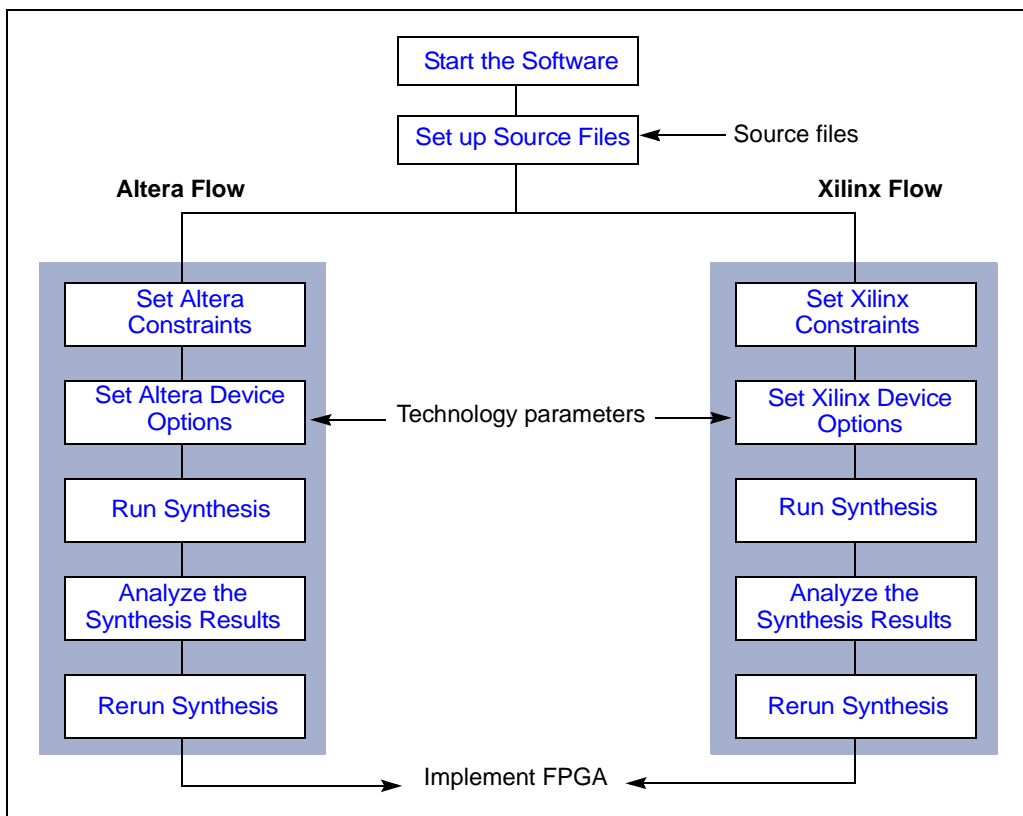 Start the Software
Set up Source Files
Source files
Altera Flow
Xilinx Flow
Set Altera
Constraints
Set Altera Device
Options
Run Synthesis
Analyze the
Synthesis Results
Rerun Synthesis
Technology parameters
Set Xilinx
Constraints
Set Xilinx Device
Options
Run Synthesis
Analyze the
Synthesis Results
Rerun Synthesis
Implement FPGA